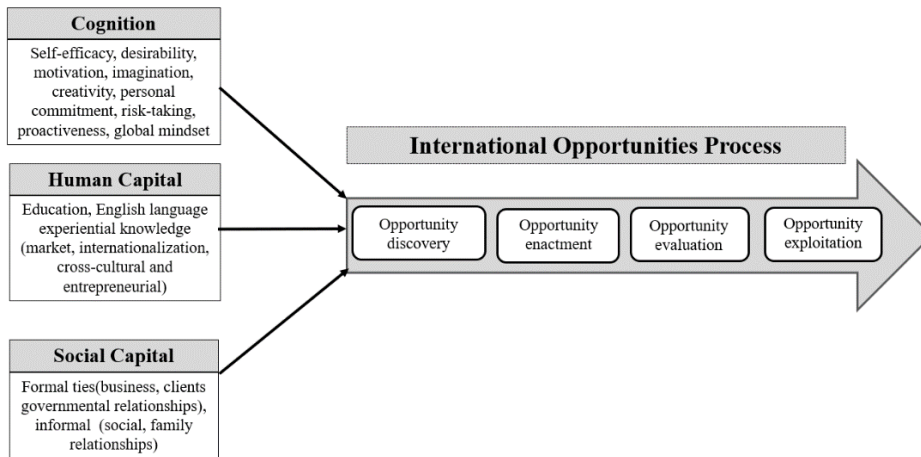 Cognition
Self-efficacy, desirability,
motivation, imagination,
creativity, personal
commitment, risk-taking,
proactiveness, global mindset
International Opportunities Process
Human Capital
Education, English language
experiential knowledge
(market, internationalization,
cross-cultural and
entrepreneurial)
Opportunity
discovery
Opportunity
enactment
Opportunity
evaluation
Opportunity
exploitation
Social Capital
Formal ties(business, clients
governmental relationships),
informal (social, family
relationships)